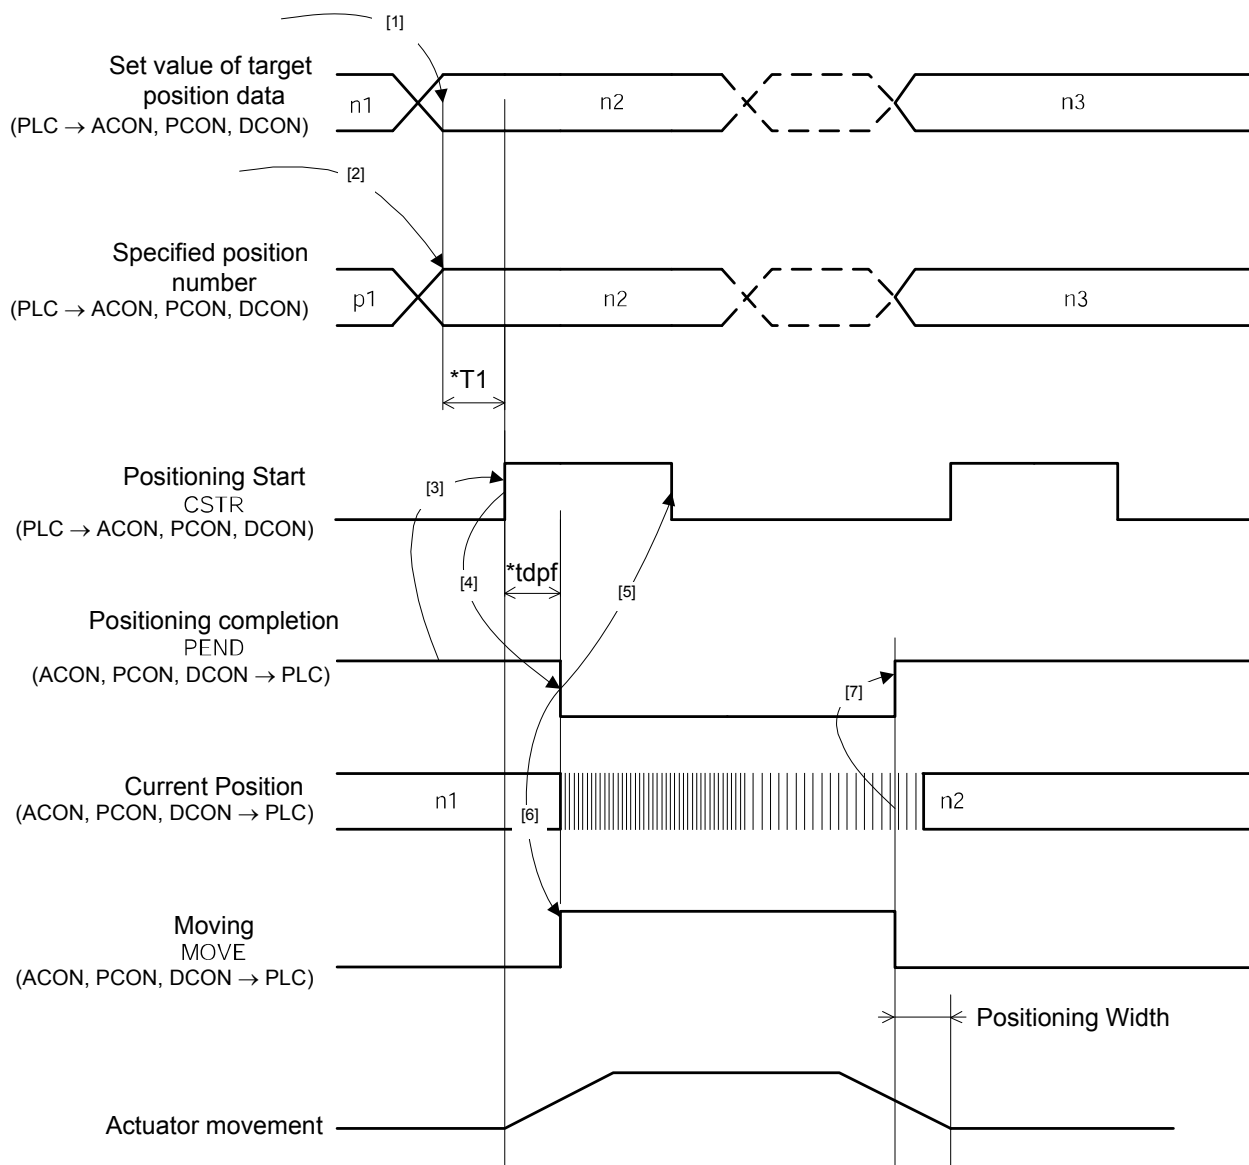 [1]
Set value of target
position data
(PLC → ACON, PCON, DCON)
n1
n2
n3
[2]
Specified position
number
(PLC → ACON, PCON, DCON)
p1
n2
n3
*T1
Positioning Start
CSTR
(PLC → ACON, PCON, DCON)
[3]
[4]
*tdpf
[5]
Positioning completion
PEND
(ACON, PCON, DCON → PLC)
[7]
Current Position
(ACON, PCON, DCON → PLC)
n1
n2
[6]
Moving
MOVE
(ACON, PCON, DCON → PLC)
Positioning Width
Actuator movement